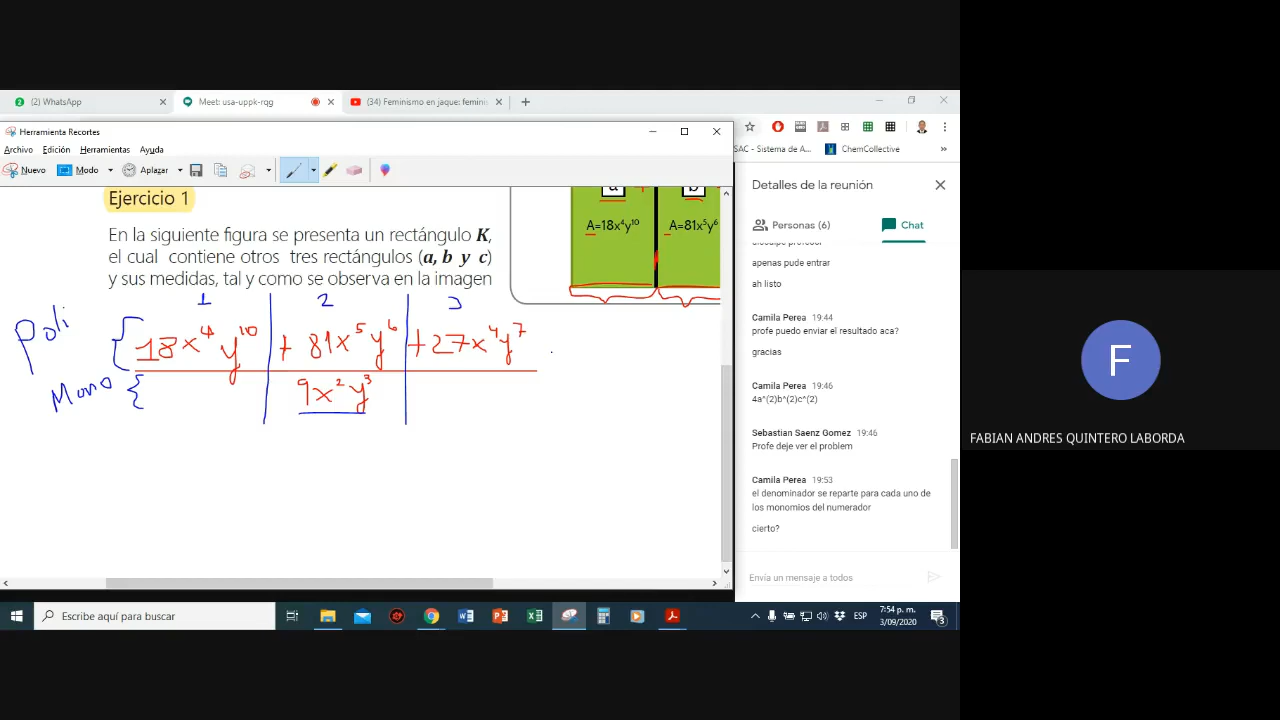 (2) WhatsApp
Meet: usa-uppk-rqg
(34) Feminismo en jaque: femini
Herramienta Recortes
Archivo Edición Herramientas Ayuda
Nuevo Modo Aplazar
Ejercicio 1
En la siguiente figura se presenta un rectángulo K,
el cual contiene otros tres rectángulos (a, b y c)
y sus medidas, tal y como se observa en la imagen
a b
A=18x⁴y¹⁰ A=81x⁵y⁶
1 2 3
Poli { 18x⁴y¹⁰ + 81x⁵y⁶ + 27x⁴y⁷
Mono { 9x²y³
SAC - Sistema de A... ChemCollective »
Detalles de la reunión
Personas (6) Chat
apenas pude entrar
ah listo
Camila Perea 19:44
profe puedo enviar el resultado aca?
gracias
Camila Perea 19:46
4a^(2)b^(2)c^(2)
Sebastian Saenz Gomez 19:46
Profe deje ver el problem
Camila Perea 19:53
el denominador se reparte para cada uno de
los monomios del numerador
cierto?
Envía un mensaje a todos
F
FABIAN ANDRES QUINTERO LABORDA
Escribe aquí para buscar
ESP
7:54 p. m.
3/09/2020
3